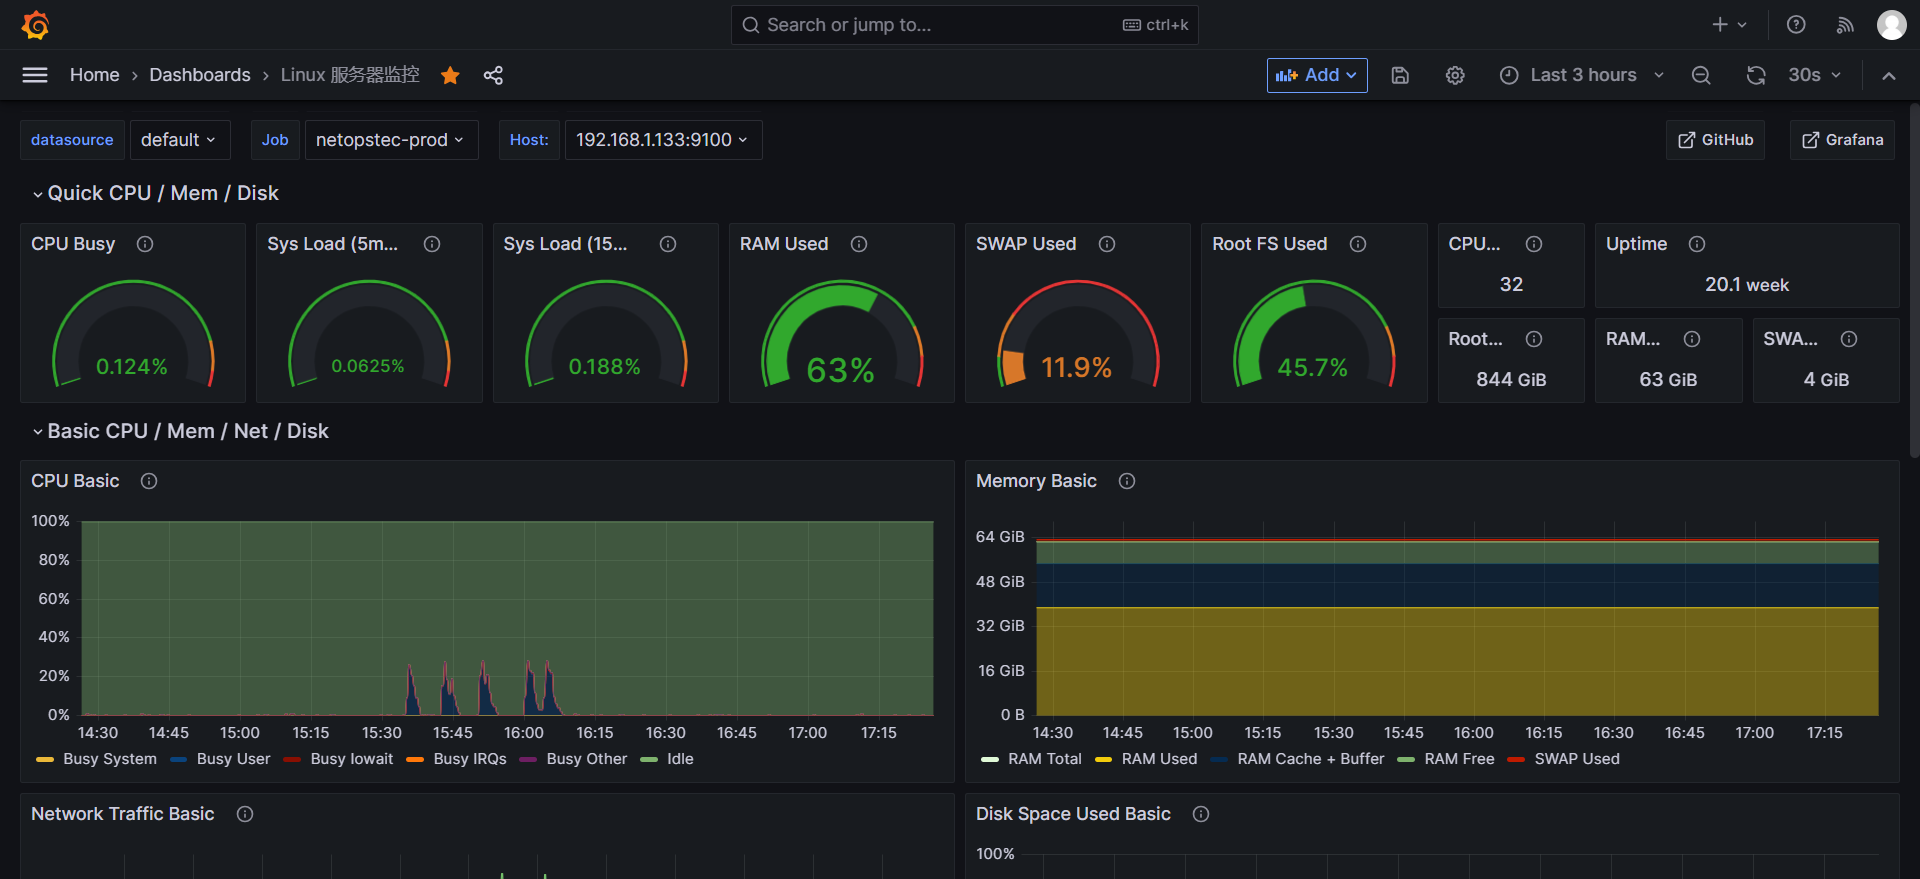 Search or jump to... ctrl+k
Home › Dashboards › Linux 服务器监控
Add
Last 3 hours
30s
datasource default Job netopstec-prod Host: 192.168.1.133:9100 GitHub Grafana
Quick CPU / Mem / Disk
CPU Busy
0.124%
Sys Load (5m...
0.0625%
Sys Load (15...
0.188%
RAM Used
63%
SWAP Used
11.9%
Root FS Used
45.7%
CPU...
32
Uptime
20.1 week
Root...
844 GiB
RAM...
63 GiB
SWA...
4 GiB
Basic CPU / Mem / Net / Disk
CPU Basic
100%
80%
60%
40%
20%
0%
14:30 14:45 15:00 15:15 15:30 15:45 16:00 16:15 16:30 16:45 17:00 17:15
Busy System Busy User Busy Iowait Busy IRQs Busy Other Idle
Memory Basic
64 GiB
48 GiB
32 GiB
16 GiB
0 B
14:30 14:45 15:00 15:15 15:30 15:45 16:00 16:15 16:30 16:45 17:00 17:15
RAM Total RAM Used RAM Cache + Buffer RAM Free SWAP Used
Network Traffic Basic
Disk Space Used Basic
100%